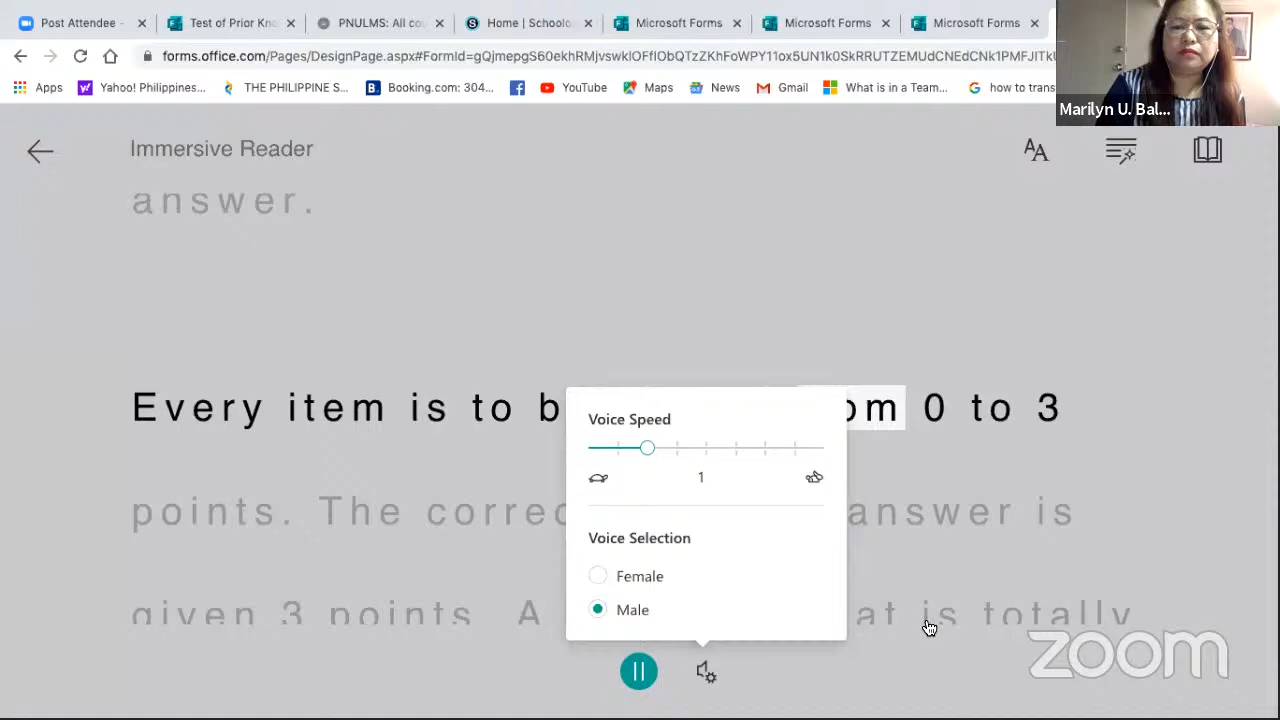 Post Attendee -
Test of Prior Kn
PNULMS: All cou
Home | Schoolo
Microsoft Forms
Microsoft Forms
Microsoft Forms
forms.office.com/Pages/DesignPage.aspx#FormId=
Apps
Yahoo! Philippines...
THE PHILIPPINE S...
Booking.com: 304...
YouTube
Maps
News
Gmail
What is in a Team...
how to trans
Marilyn U. Bal...
Immersive Reader
answer.
Every item is to b om 0 to 3
points. The correc answer is
given 3 points. A at is totally
Voice Speed
1
Voice Selection
Female
Male
zoom